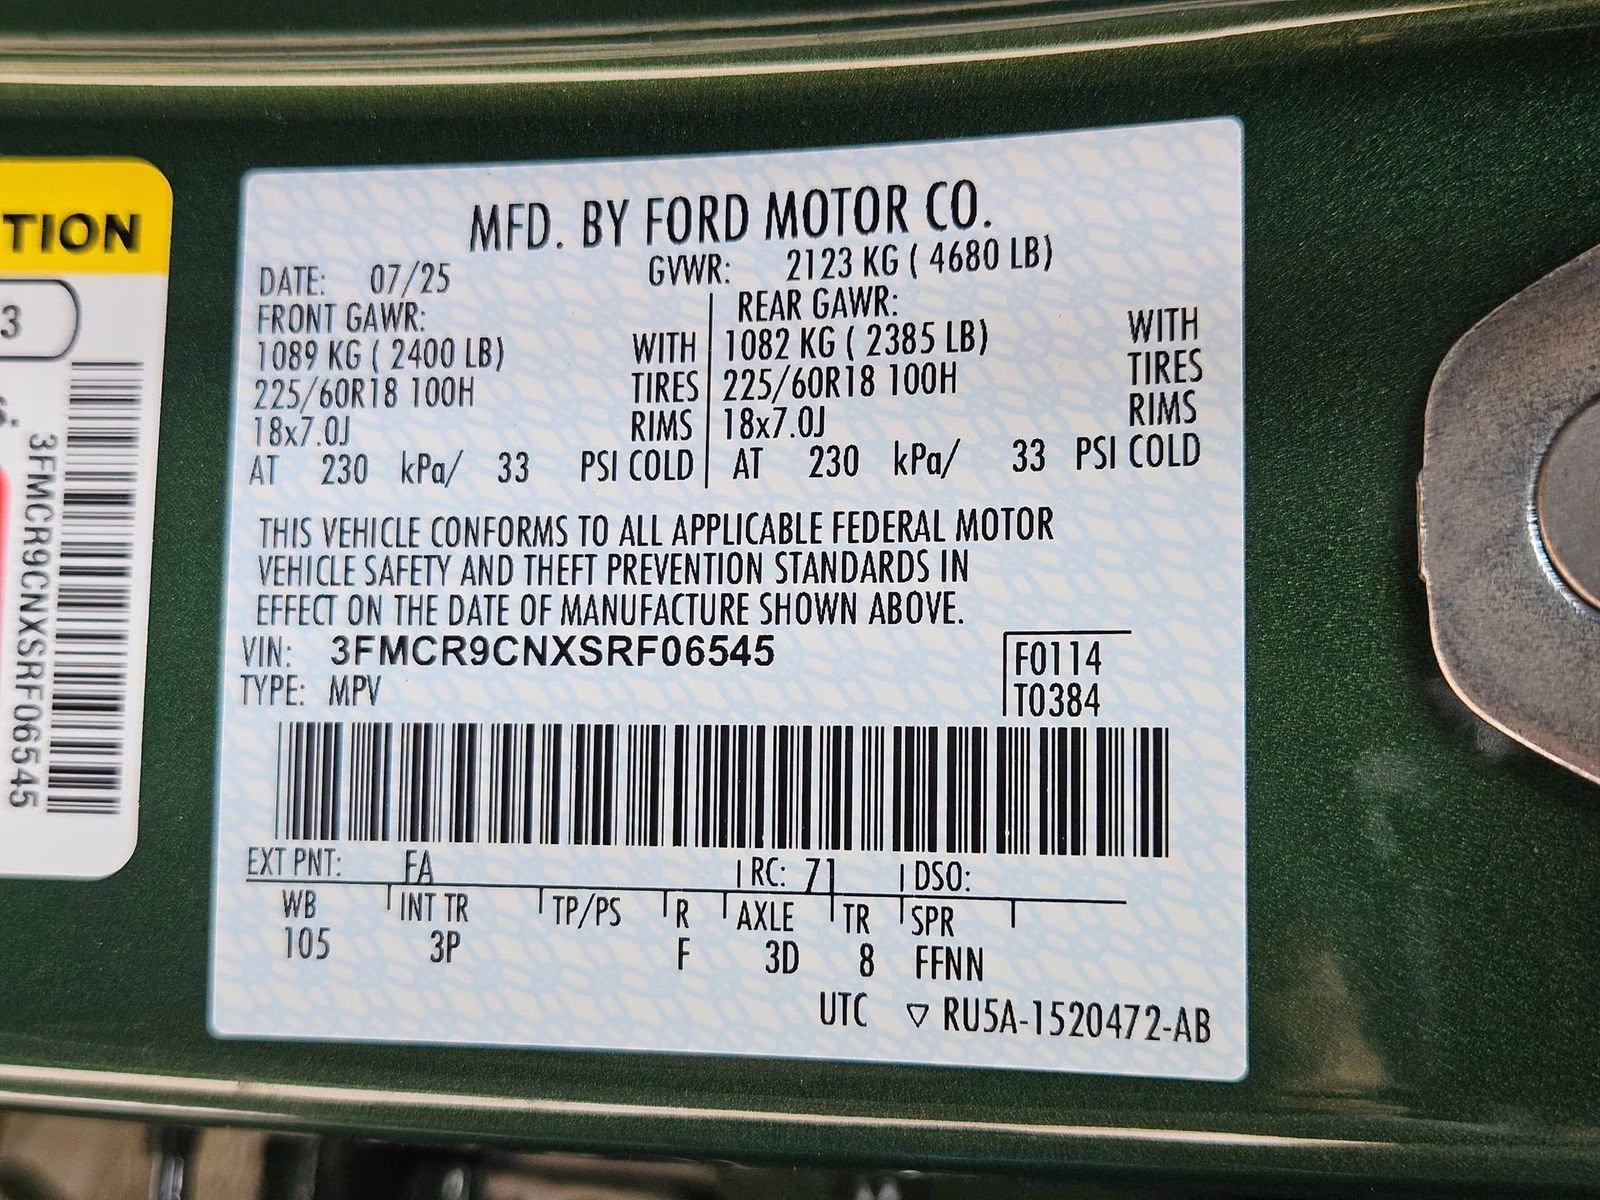 TION
3
S.
3FMCR9CNXSRF06545
MFD. BY FORD MOTOR CO.
DATE: 07/25 GVWR: 2123 KG ( 4680 LB)
FRONT GAWR: REAR GAWR:
1089 KG ( 2400 LB) WITH 1082 KG ( 2385 LB) WITH
225/60R18 100H TIRES 225/60R18 100H TIRES
18x7.0J RIMS 18x7.0J RIMS
AT 230 kPa/ 33 PSI COLD AT 230 kPa/ 33 PSI COLD
THIS VEHICLE CONFORMS TO ALL APPLICABLE FEDERAL MOTOR
VEHICLE SAFETY AND THEFT PREVENTION STANDARDS IN
EFFECT ON THE DATE OF MANUFACTURE SHOWN ABOVE.
VIN: 3FMCR9CNXSRF06545 F0114
TYPE: MPV T0384
EXT PNT: FA RC: 71 DSO:
WB INT TR TP/PS R AXLE TR SPR
105 3P F 3D 8 FFNN
UTC ▽ RU5A-1520472-AB